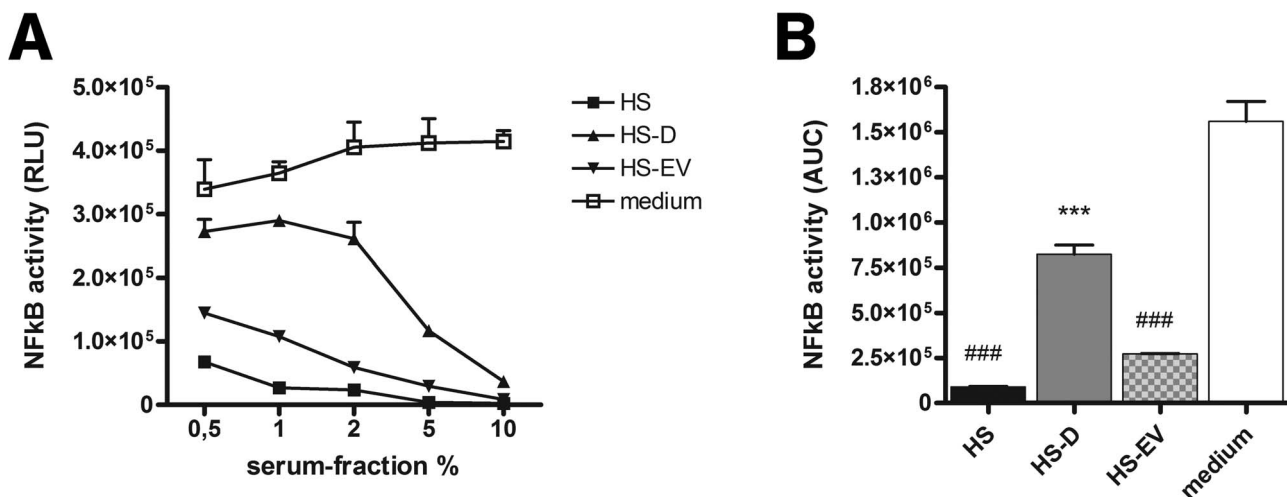 A
NFkB activity (RLU)
5.0×10⁵
4.0×10⁵
3.0×10⁵
2.0×10⁵
1.0×10⁵
0
0,5 1 2 5 10
serum-fraction %
HS
HS-D
HS-EV
medium
B
NFkB activity (AUC)
1.8×10⁶
1.5×10⁶
1.3×10⁶
1.0×10⁶
7.5×10⁵
5.0×10⁵
2.5×10⁵
0
###
***
###
HS
HS-D
HS-EV
medium